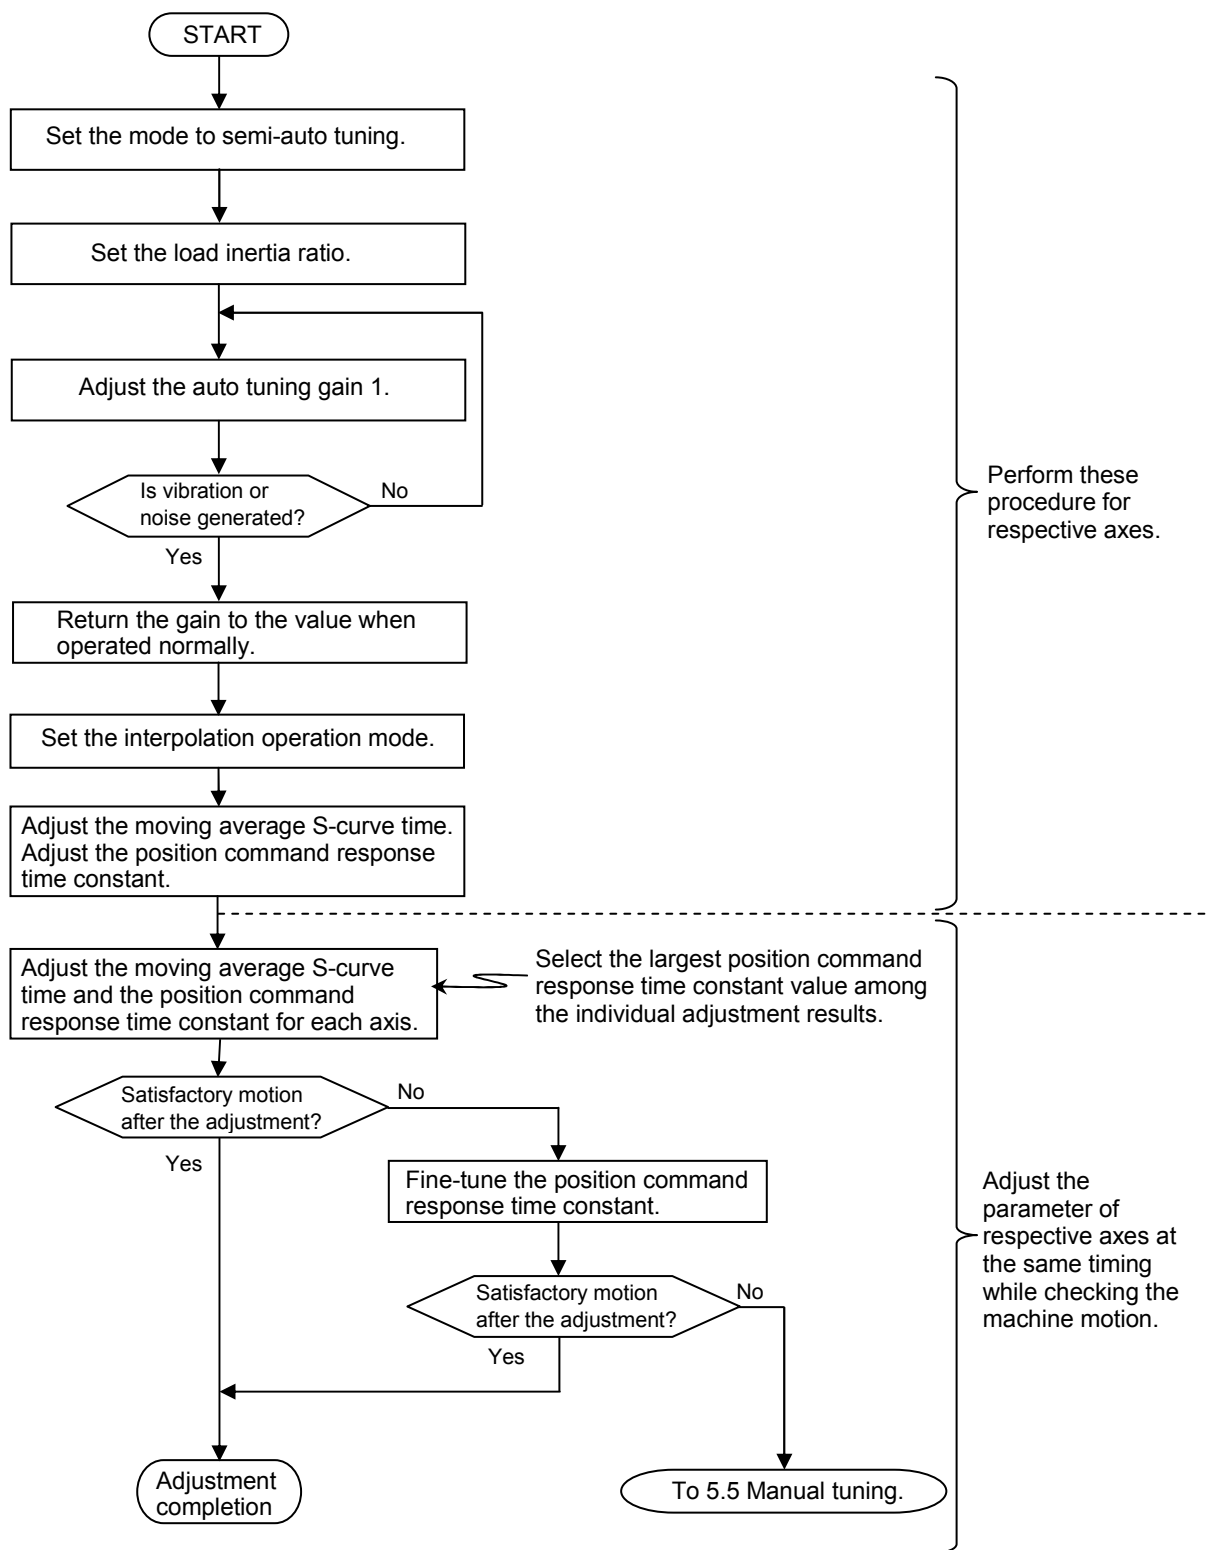 START
Set the mode to semi-auto tuning.
Set the load inertia ratio.
Adjust the auto tuning gain 1.
Is vibration or
noise generated?
No
Yes
Return the gain to the value when
operated normally.
Set the interpolation operation mode.
Adjust the moving average S-curve time.
Adjust the position command response
time constant.
Perform these
procedure for
respective axes.
Adjust the moving average S-curve
time and the position command
response time constant for each axis.
Select the largest position command
response time constant value among
the individual adjustment results.
Satisfactory motion
after the adjustment?
No
Yes
Fine-tune the position command
response time constant.
Satisfactory motion
after the adjustment?
No
Yes
Adjust the
parameter of
respective axes at
the same timing
while checking the
machine motion.
Adjustment
completion
To 5.5 Manual tuning.